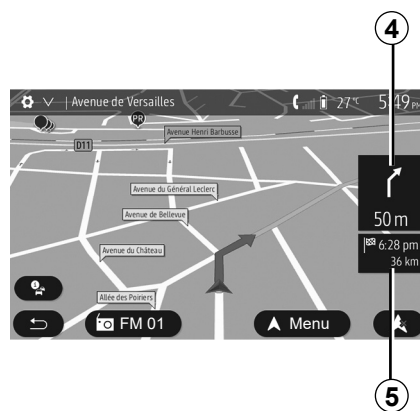 4
| Avenue de Versailles 27 °C 5:49 PM
PR
Avenue Henri Barbusse
D11
Avenue du Général Leclerc
50 m
Avenue de Bellevue
6:28 pm
Avenue du Château
36 km
Allée des Poiriers
FM 01 Menu
5